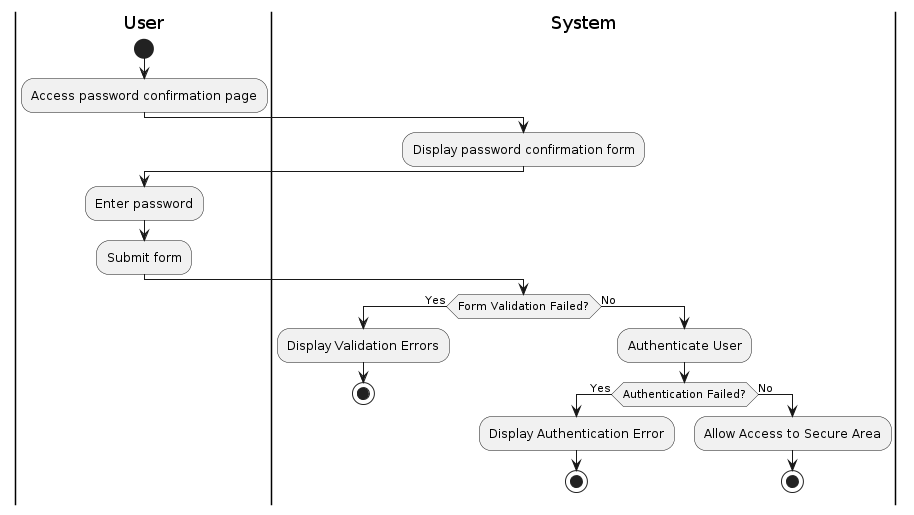 User
System
Access password confirmation page
Display password confirmation form
Enter password
Submit form
Yes
Form Validation Failed?
No
Display Validation Errors
Authenticate User
Yes
Authentication Failed?
No
Display Authentication Error
Allow Access to Secure Area